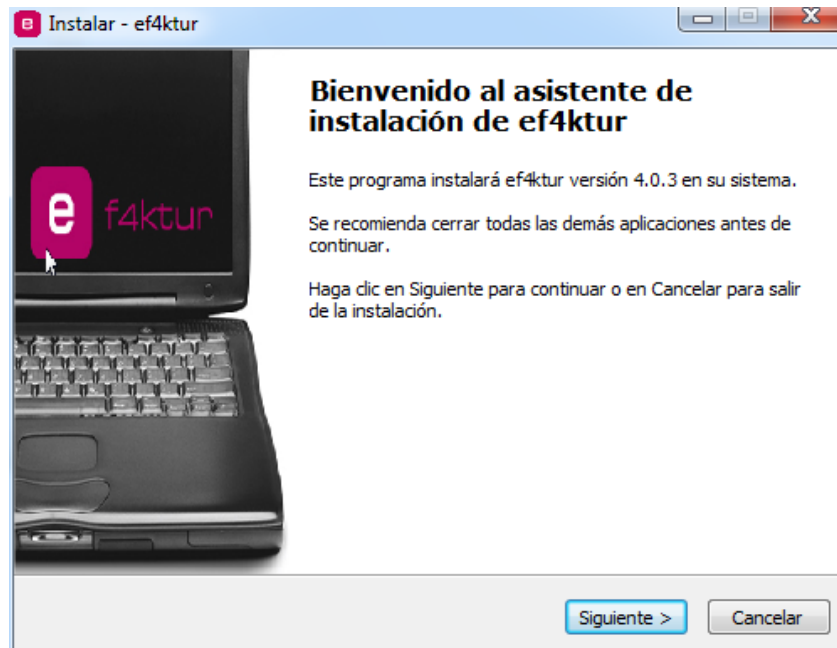 Instalar - ef4ktur
Bienvenido al asistente de
instalación de ef4ktur
Este programa instalará ef4ktur versión 4.0.3 en su sistema.
Se recomienda cerrar todas las demás aplicaciones antes de
continuar.
Haga clic en Siguiente para continuar o en Cancelar para salir
de la instalación.
e f4ktur
Siguiente >
Cancelar